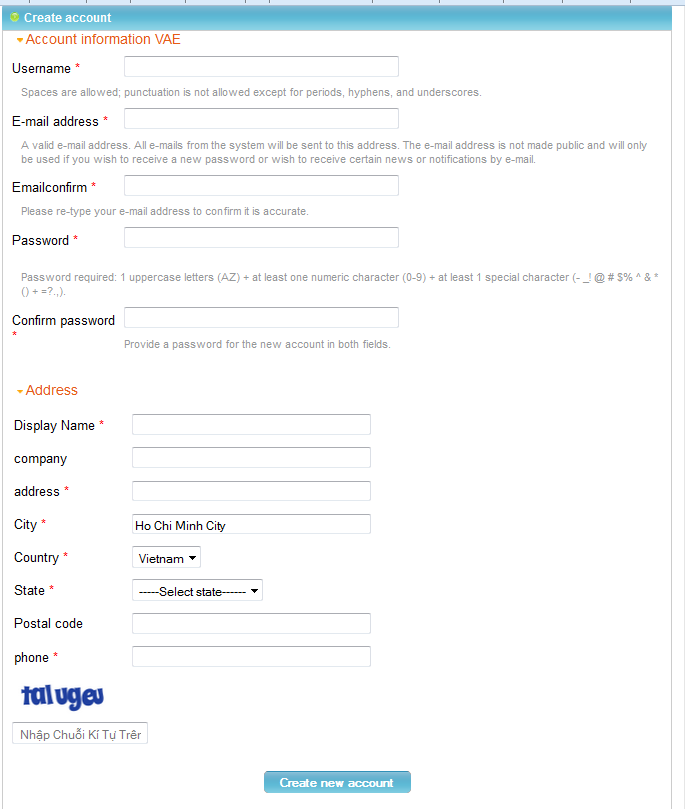 Create account
Account information VAE
Username *
Spaces are allowed; punctuation is not allowed except for periods, hyphens, and underscores.
E-mail address *
A valid e-mail address. All e-mails from the system will be sent to this address. The e-mail address is not made public and will only
be used if you wish to receive a new password or wish to receive certain news or notifications by e-mail.
Emailconfirm *
Please re-type your e-mail address to confirm it is accurate.
Password *
Password required: 1 uppercase letters (AZ) + at least one numeric character (0-9) + at least 1 special character (- _! @ # $% ^ & *
() + =?.,).
Confirm password
*
Provide a password for the new account in both fields.
Address
Display Name *
company
address *
City *
Ho Chi Minh City
Country *
Vietnam
State *
-----Select state------
Postal code
phone *
talugeu
Nhập Chuỗi Kí Tự Trên
Create new account